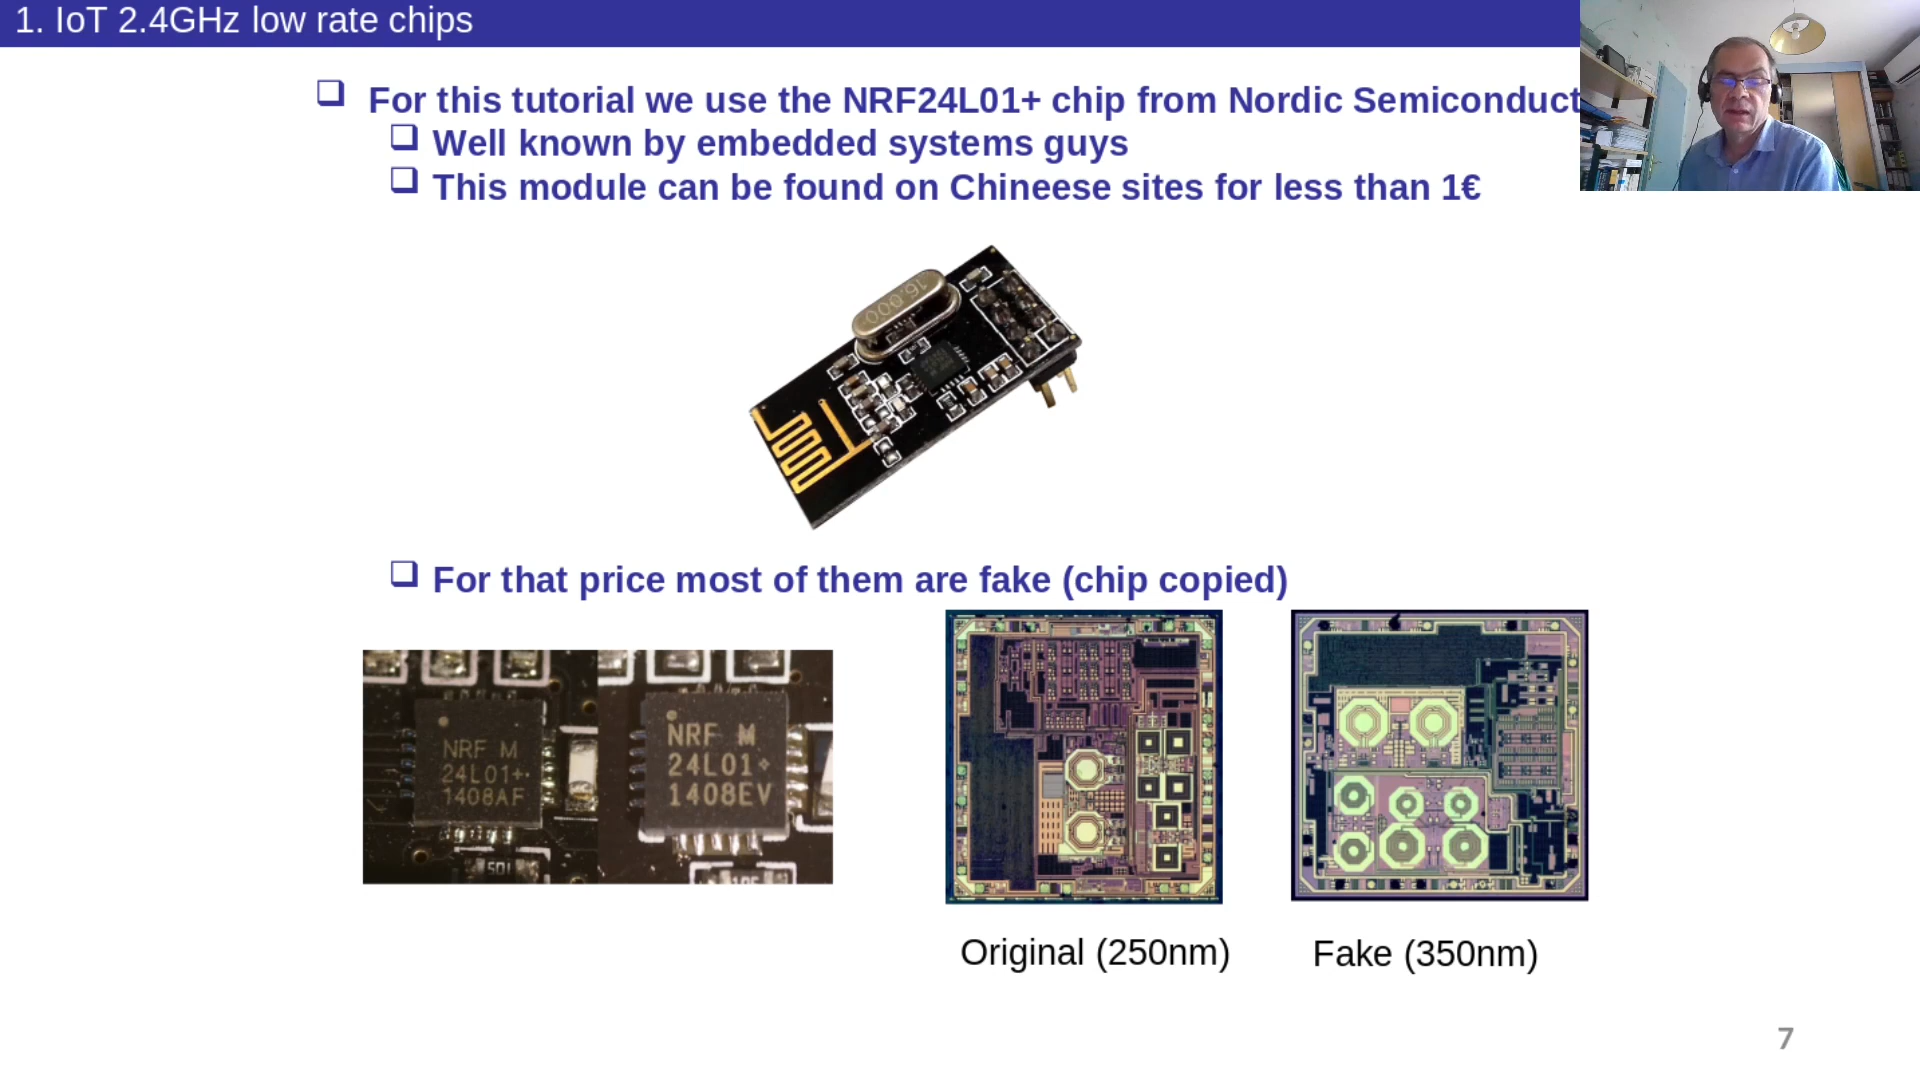 1. IoT 2.4GHz low rate chips
For this tutorial we use the NRF24L01+ chip from Nordic Semiconduct
Well known by embedded systems guys
This module can be found on Chineese sites for less than 1€
16.000
For that price most of them are fake (chip copied)
NRF M
24L01+
1408AF
501
NRF M
24L01+
1408EV
Original (250nm)
Fake (350nm)
7